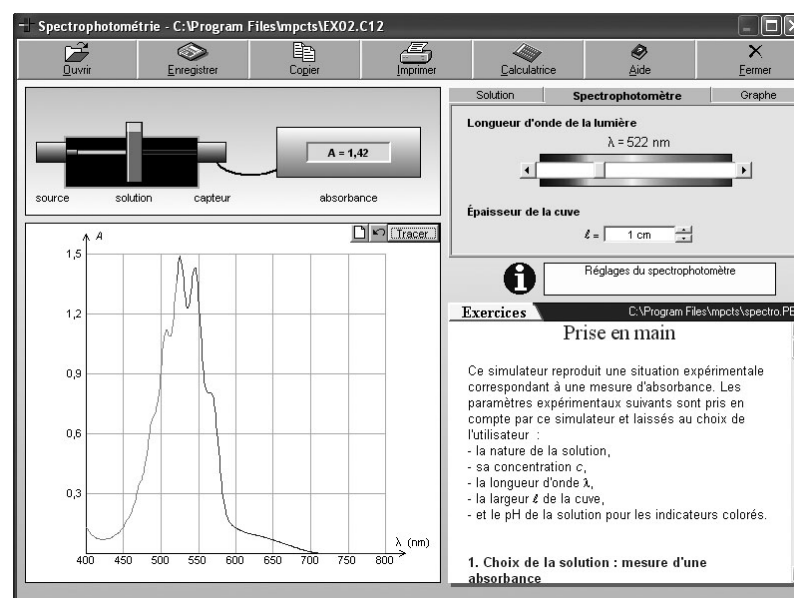 Spectrophotométrie - C:\Program Files\mpcts\EX02.C12
Ouvrir Enregistrer Copier Imprimer Calculatrice Aide Fermer
A = 1,42
source solution capteur absorbance
Solution Spectrophotomètre Graphe
Longueur d'onde de la lumière
λ = 522 nm
Épaisseur de la cuve
ℓ = 1 cm
Réglages du spectrophotomètre
Tracer...
A
1,5
1,2
0,9
0,6
0,3
λ (nm)
400 450 500 550 600 650 700 750 800
Exercices C:\Program Files\mpcts\spectro.PE
Prise en main
Ce simulateur reproduit une situation expérimentale
correspondant à une mesure d'absorbance. Les
paramètres expérimentaux suivants sont pris en
compte par ce simulateur et laissés au choix de
l'utilisateur :
- la nature de la solution,
- sa concentration c,
- la longueur d'onde λ,
- la largeur ℓ de la cuve,
- et le pH de la solution pour les indicateurs colorés.
1. Choix de la solution : mesure d'une
absorbance